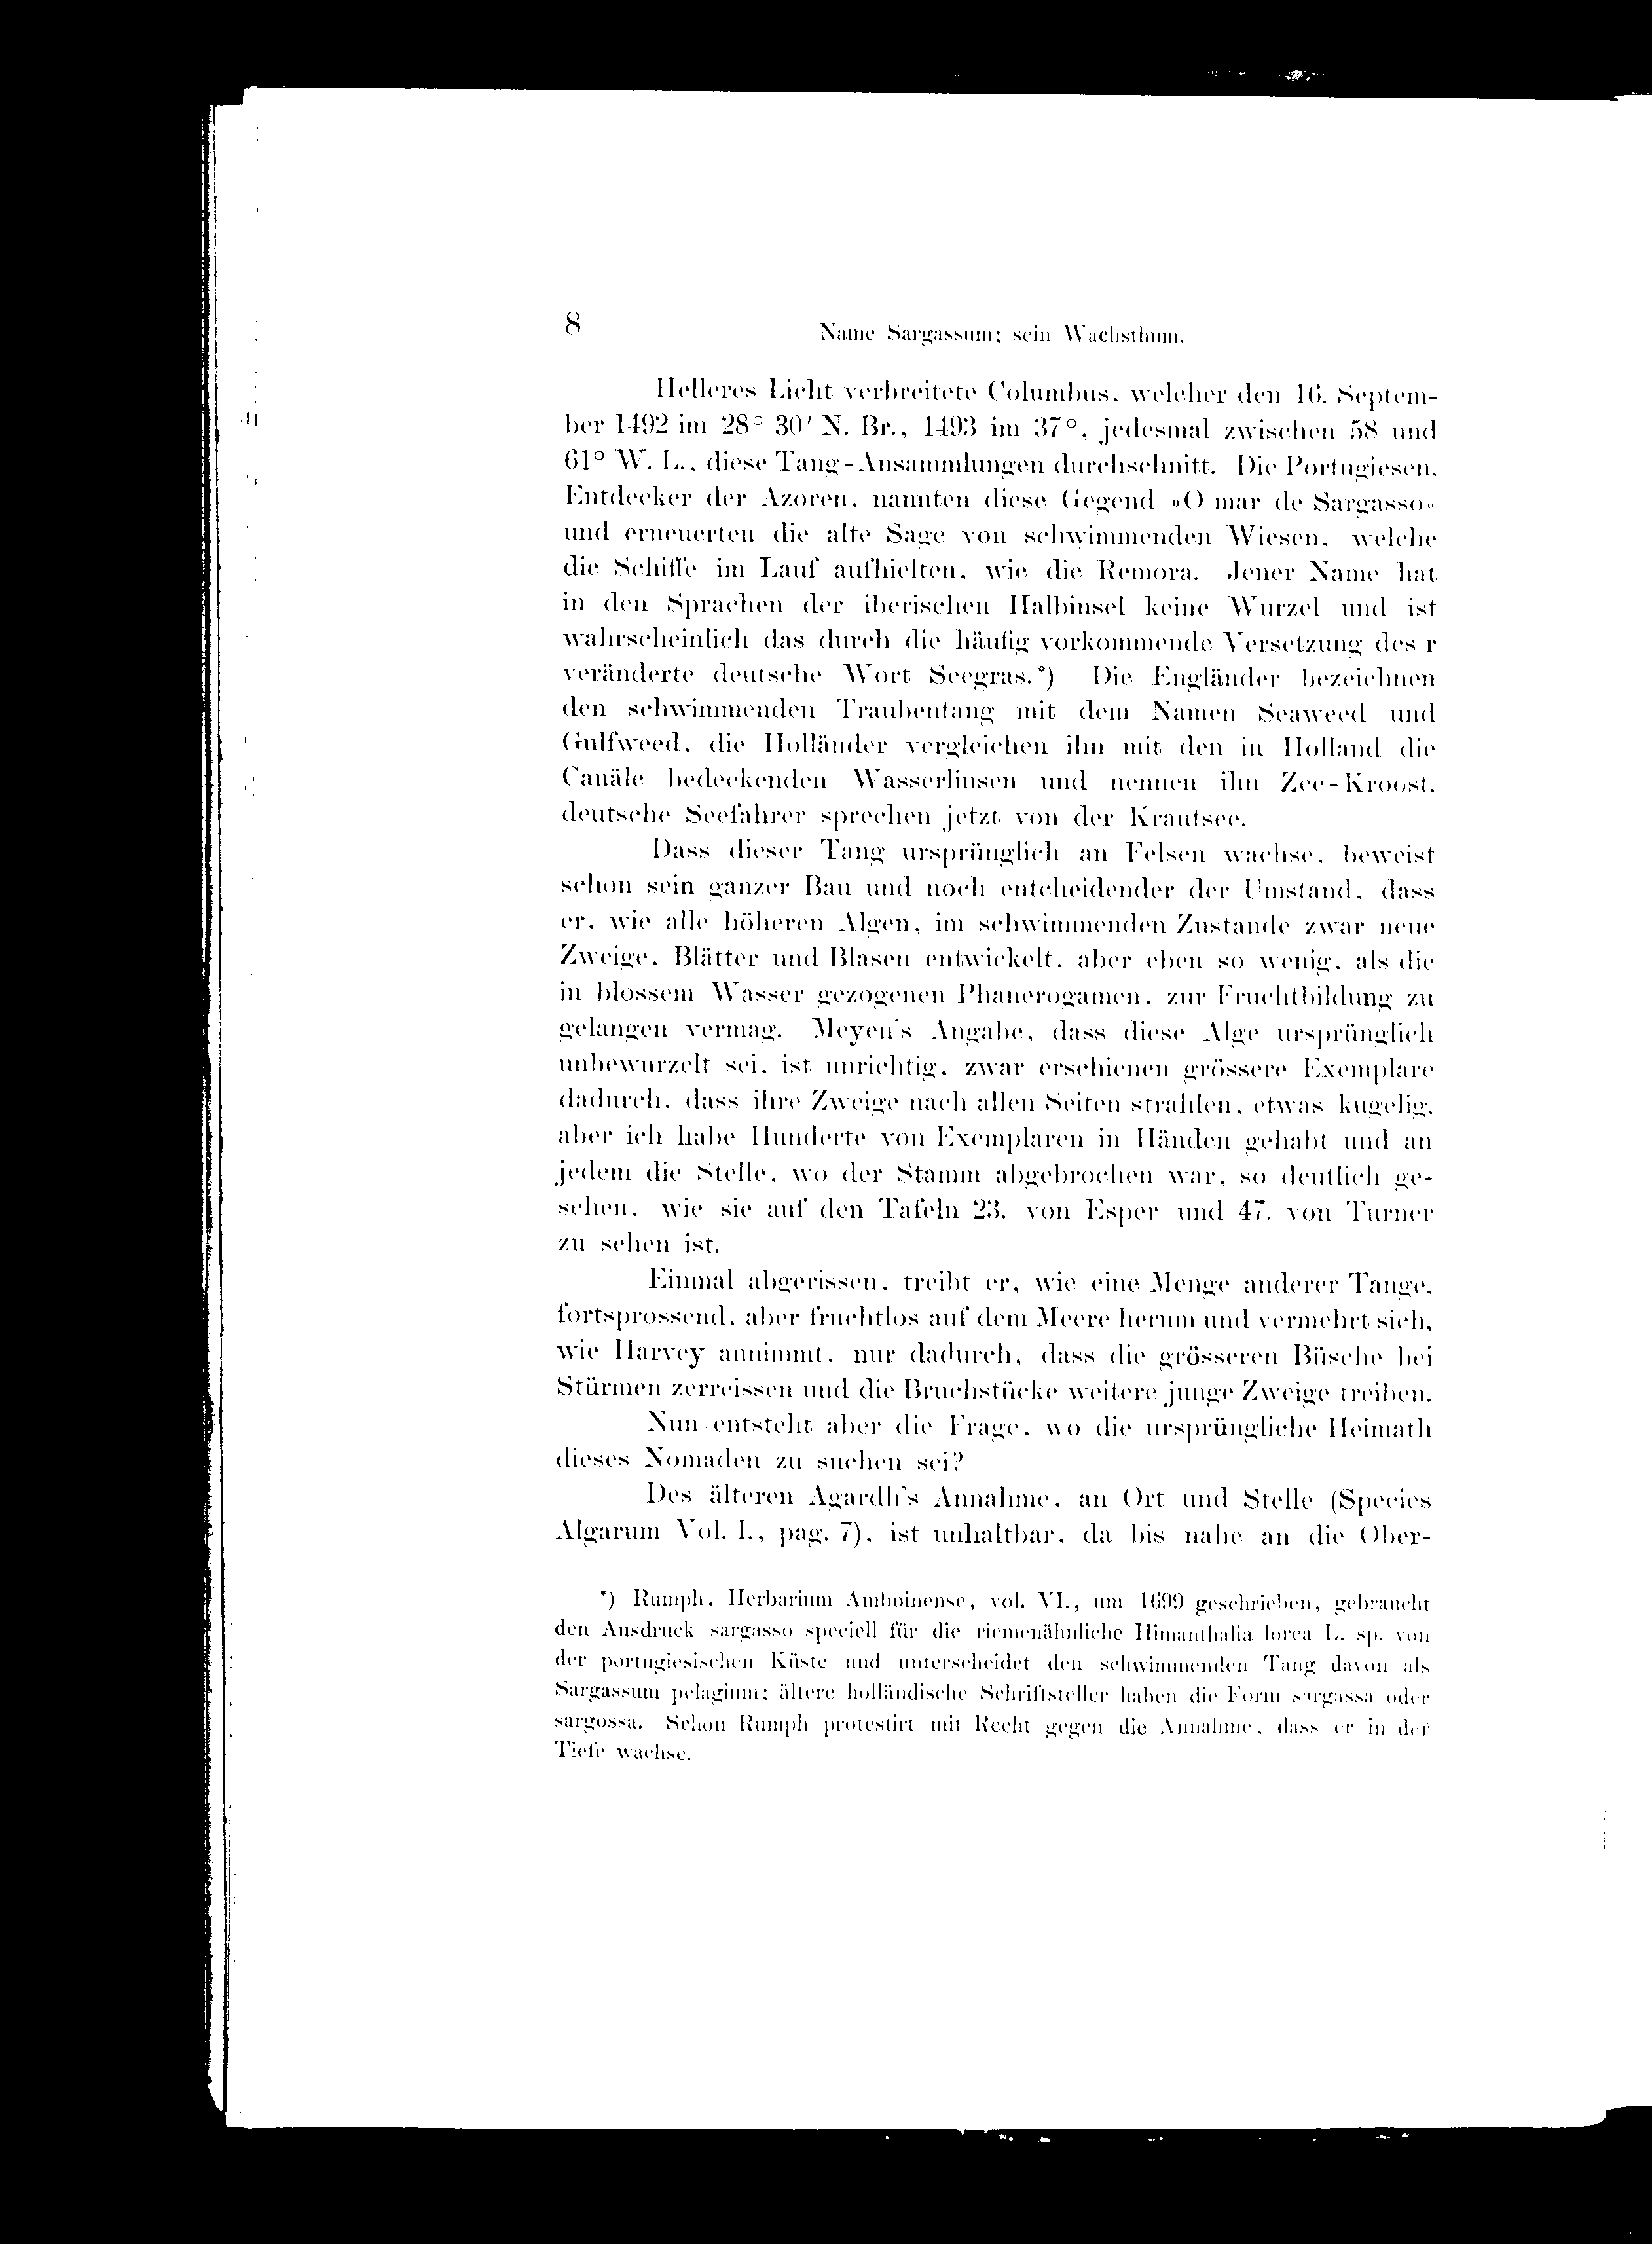 8
Name Sargassum; sein Wachsthum.
Helleres Licht verbreitete Columbus, welcher den 16. Septem-
ber 1492 im 28° 30′ N. Br., 1493 im 37°, jedesmal zwischen 58 und
61° W. L., diese Tang-Ansammlungen durchschnitt. Die Portugiesen,
Entdecker der Azoren, nannten diese Gegend »O mar de Sargasso«
und erneuerten die alte Sage von schwimmenden Wiesen, welche
die Schiffe im Lauf aufhielten, wie die Remora. Jener Name hat
in den Sprachen der iberischen Halbinsel keine Wurzel und ist
wahrscheinlich das durch die häufig vorkommende Versetzung des r
veränderte deutsche Wort Seegras.*) Die Engländer bezeichnen
den schwimmenden Traubentang mit dem Namen Seaweed und
Gulfweed, die Holländer vergleichen ihn mit den in Holland die
Canäle bedeckenden Wasserlinsen und nennen ihn Zee-Kroost,
deutsche Seefahrer sprechen jetzt von der Krautsee.
Dass dieser Tang ursprünglich an Felsen wachse, beweist
schon sein ganzer Bau und noch entcheidender der Umstand, dass
er, wie alle höheren Algen, im schwimmenden Zustande zwar neue
Zweige, Blätter und Blasen entwickelt, aber eben so wenig, als die
in blossem Wasser gezogenen Phanerogamen, zur Fruchtbildung zu
gelangen vermag. Meyen's Angabe, dass diese Alge ursprünglich
unbewurzelt sei, ist unrichtig, zwar erschienen grössere Exemplare
dadurch, dass ihre Zweige nach allen Seiten strahlen, etwas kugelig,
aber ich habe Hunderte von Exemplaren in Händen gehabt und an
jedem die Stelle, wo der Stamm abgebrochen war, so deutlich ge-
sehen, wie sie auf den Tafeln 23. von Esper und 47. von Turner
zu sehen ist.
Einmal abgerissen, treibt er, wie eine Menge anderer Tange,
fortsprossend, aber fruchtlos auf dem Meere herum und vermehrt sich,
wie Harvey annimmt, nur dadurch, dass die grösseren Büsche bei
Stürmen zerreissen und die Bruchstücke weitere junge Zweige treiben.
Nun entsteht aber die Frage, wo die ursprüngliche Heimath
dieses Nomaden zu suchen sei?
Des älteren Agardh's Annahme, an Ort und Stelle (Species
Algarum Vol. I., pag. 7), ist unhaltbar, da bis nahe an die Ober-
*) Rumph, Herbarium Amboinense, vol. VI., um 1699 geschrieben, gebraucht
den Ausdruck sargasso speciell für die riemenähnliche Himanthalia lorea L. sp. von
der portugiesischen Küste und unterscheidet den schwimmenden Tang davon als
Sargassum pelagium; ältere holländische Schriftsteller haben die Form sargassa oder
sargossa. Schon Rumph protestirt mit Recht gegen die Annahme, dass er in der
Tiefe wachse.